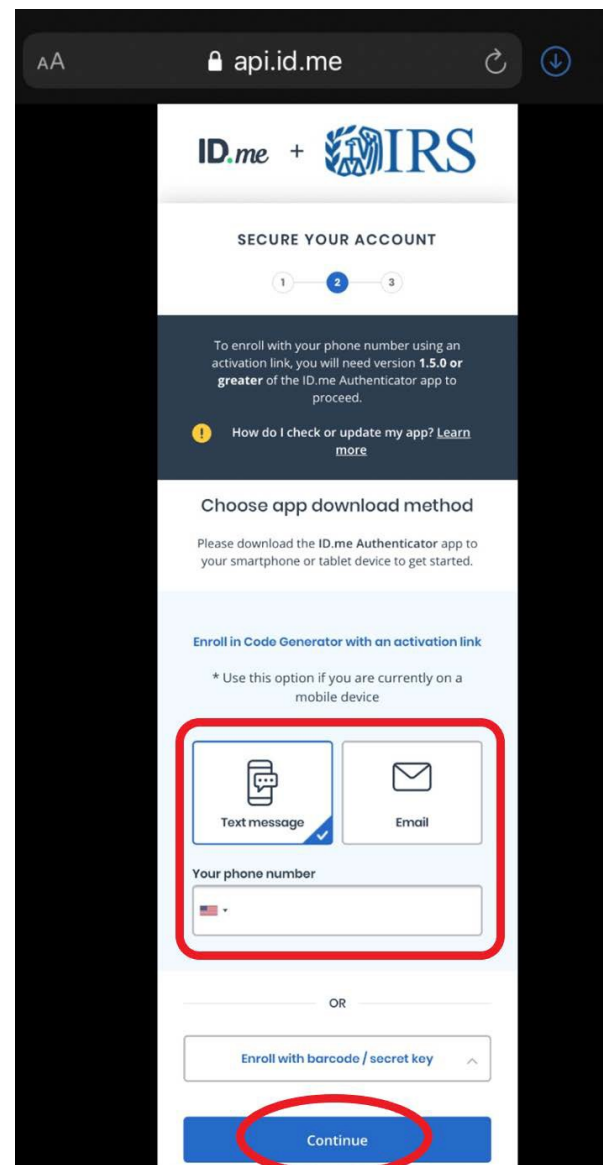 AA api.id.me
ID.me + IRS
SECURE YOUR ACCOUNT
1 2 3
To enroll with your phone number using an
activation link, you will need version 1.5.0 or
greater of the ID.me Authenticator app to
proceed.
! How do I check or update my app? Learn
more
Choose app download method
Please download the ID.me Authenticator app to
your smartphone or tablet device to get started.
Enroll in Code Generator with an activation link
* Use this option if you are currently on a
mobile device
Text message Email
Your phone number
OR
Enroll with barcode / secret key
Continue